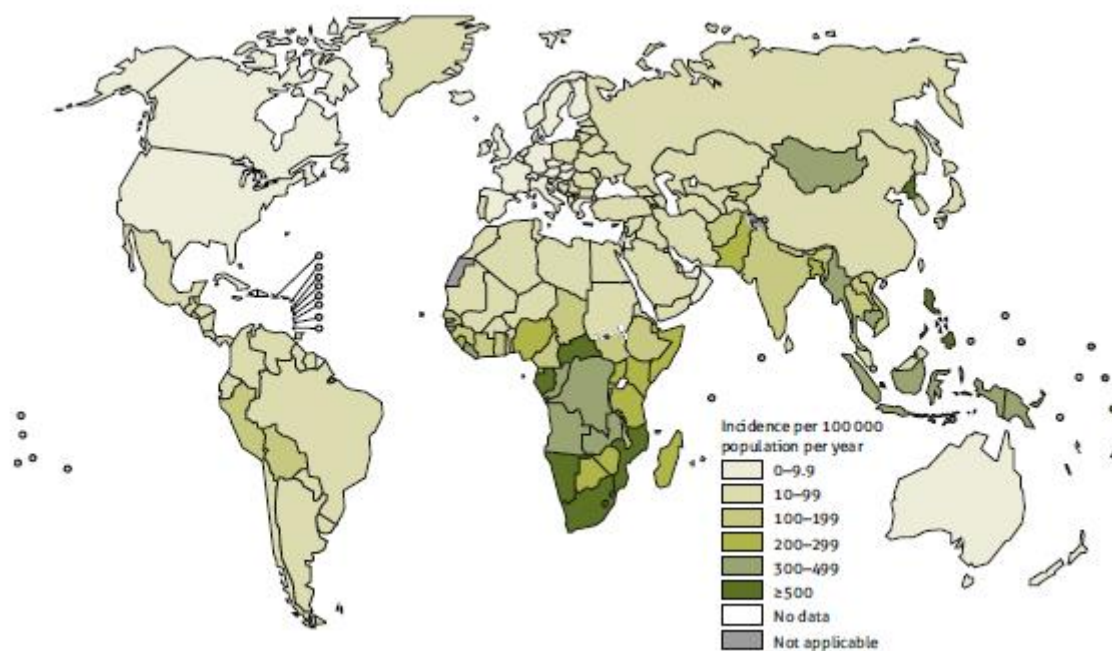 Incidence per 100 000
population per year
0–9.9
10–99
100–199
200–299
300–499
≥500
No data
Not applicable